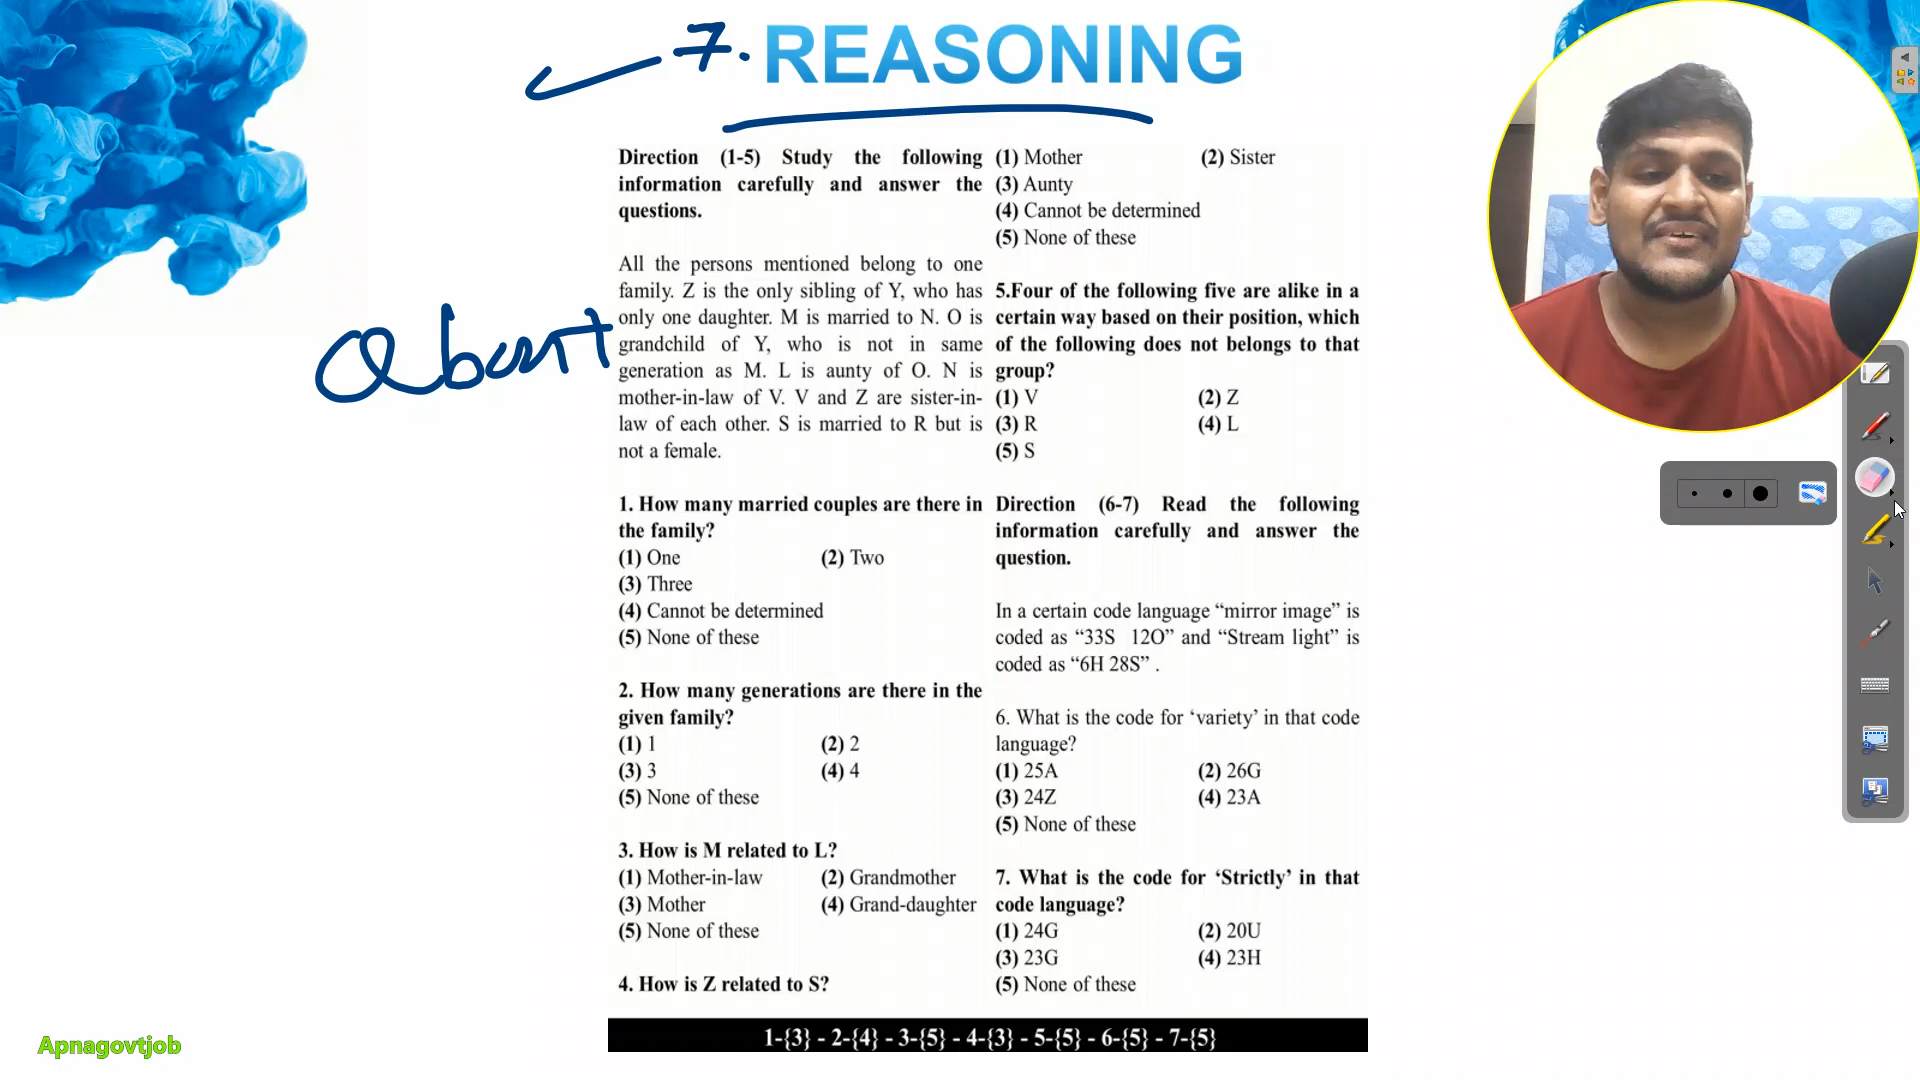 7. REASONING
About
Direction (1-5) Study the following
information carefully and answer the
questions.
All the persons mentioned belong to one
family. Z is the only sibling of Y, who has
only one daughter. M is married to N. O is
grandchild of Y, who is not in same
generation as M. L is aunty of O. N is
mother-in-law of V. V and Z are sister-in-
law of each other. S is married to R but is
not a female.
1. How many married couples are there in
the family?
(1) One (2) Two
(3) Three
(4) Cannot be determined
(5) None of these
2. How many generations are there in the
given family?
(1) 1 (2) 2
(3) 3 (4) 4
(5) None of these
3. How is M related to L?
(1) Mother-in-law (2) Grandmother
(3) Mother (4) Grand-daughter
(5) None of these
4. How is Z related to S?
(1) Mother (2) Sister
(3) Aunty
(4) Cannot be determined
(5) None of these
5.Four of the following five are alike in a
certain way based on their position, which
of the following does not belongs to that
group?
(1) V (2) Z
(3) R (4) L
(5) S
Direction (6-7) Read the following
information carefully and answer the
question.
In a certain code language “mirror image” is
coded as “33S 12O” and “Stream light” is
coded as “6H 28S” .
6. What is the code for ‘variety’ in that code
language?
(1) 25A (2) 26G
(3) 24Z (4) 23A
(5) None of these
7. What is the code for ‘Strictly’ in that
code language?
(1) 24G (2) 20U
(3) 23G (4) 23H
(5) None of these
1-{3} - 2-{4} - 3-{5} - 4-{3} - 5-{5} - 6-{5} - 7-{5}
Apnagovtjob